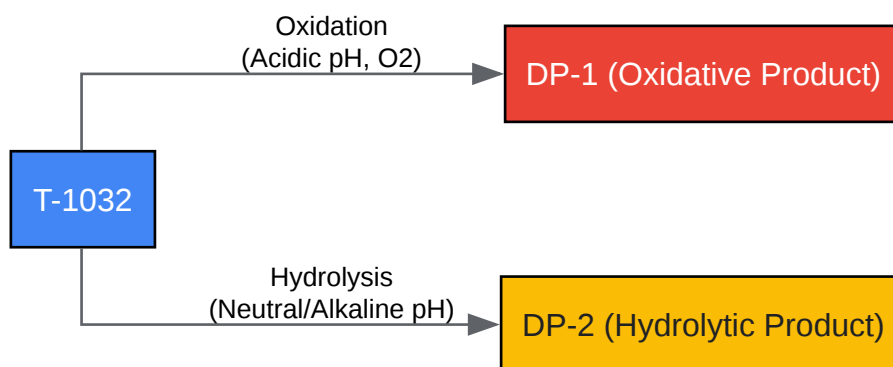 Oxidation
(Acidic pH, O2)
DP-1 (Oxidative Product)
T-1032
Hydrolysis
(Neutral/Alkaline pH)
DP-2 (Hydrolytic Product)